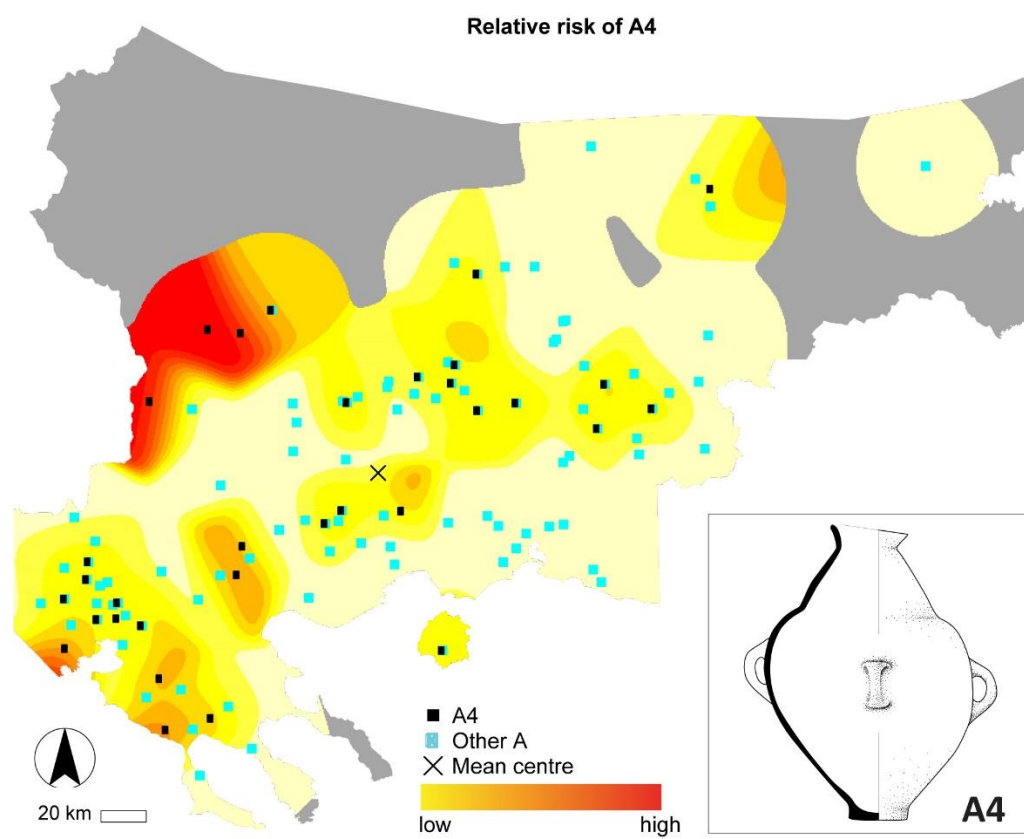 Relative risk of A4
A4
Other A
Mean centre
20 km
low high
A4